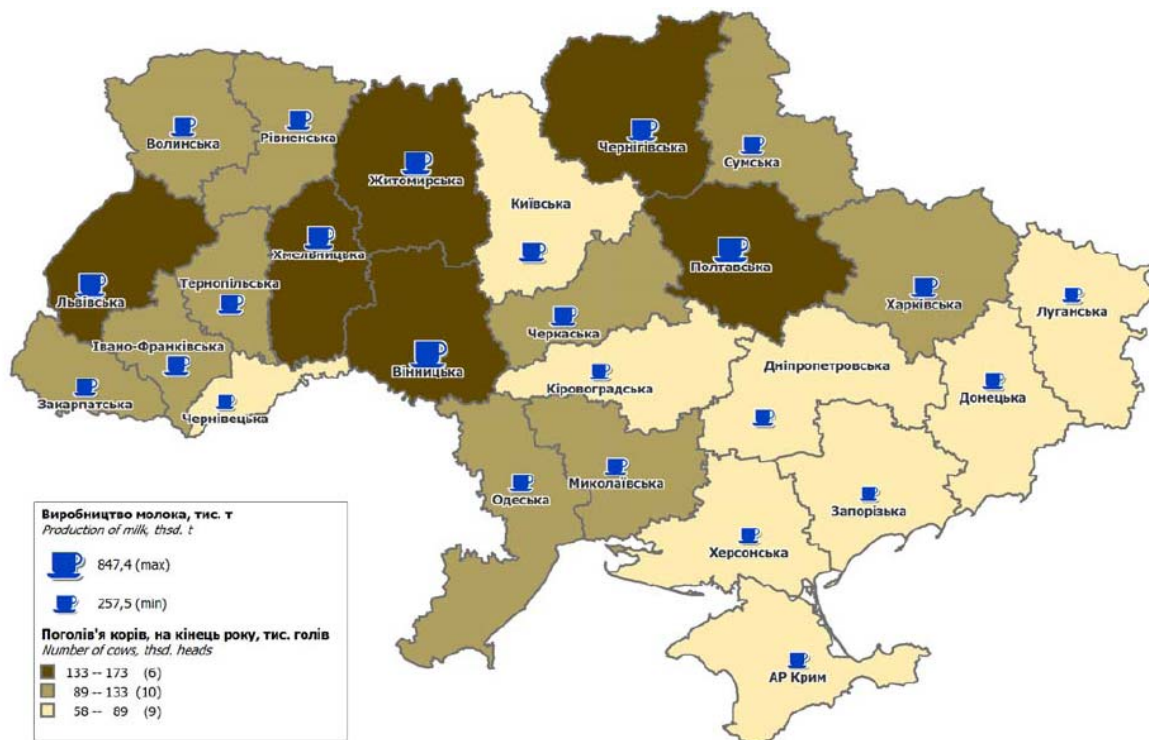 Волинська
Рівненська
Житомирська
Чернігівська
Сумська
Київська
Львівська
Хмельницька
Тернопільська
Полтавська
Харківська
Луганська
Івано-Франківська
Закарпатська
Чернівецька
Вінницька
Черкаська
Кіровоградська
Дніпропетровська
Донецька
Одеська
Миколаївська
Запорізька
Херсонська
АР Крим
Виробництво молока, тис. т
Production of milk, thsd. t
847,4 (max)
257,5 (min)
Поголів'я корів, на кінець року, тис. голів
Number of cows, thsd. heads
133 -- 173 (6)
89 -- 133 (10)
58 -- 89 (9)